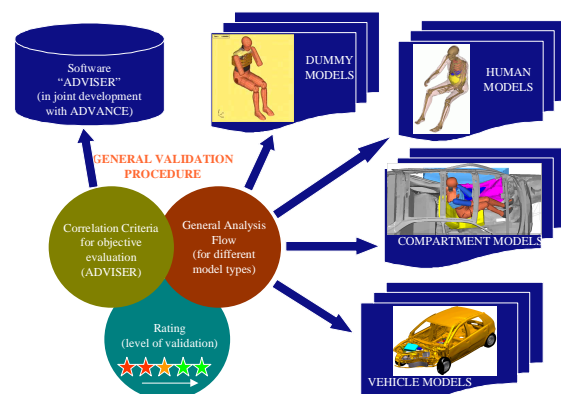 Software
“ADVISER”
(in joint development
with ADVANCE)
DUMMY
MODELS
HUMAN
MODELS
GENERAL VALIDATION
PROCEDURE
Correlation Criteria
for objective
evaluation
(ADVISER)
General Analysis
Flow
(for different
model types)
COMPARTMENT MODELS
Rating
(level of validation)
VEHICLE MODELS